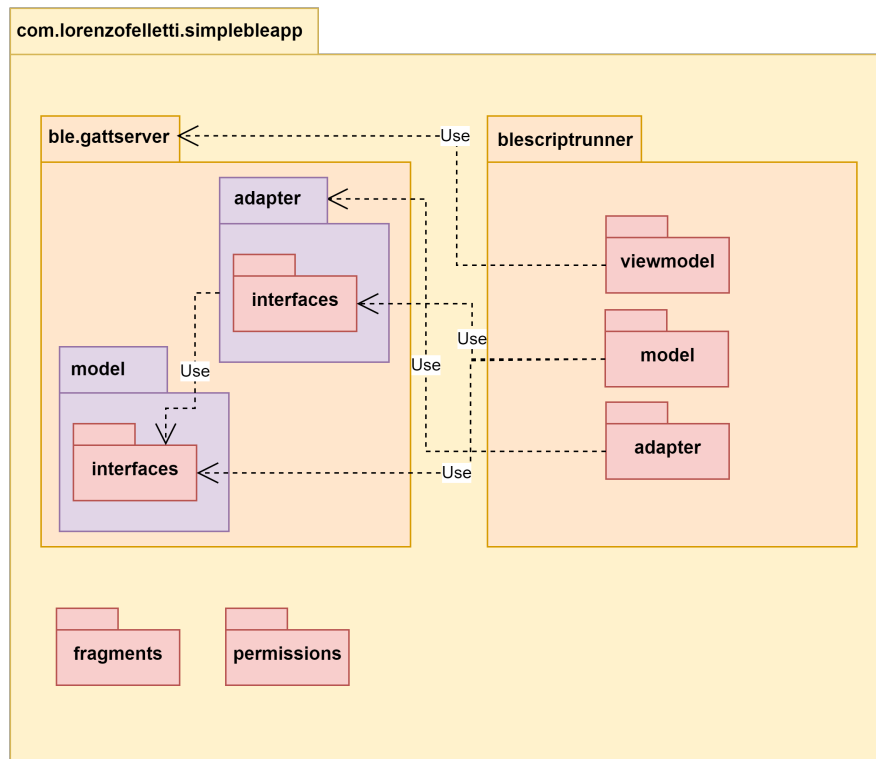 com.lorenzofelletti.simplebleapp
ble.gattserver
Use
blescriptrunner
adapter
viewmodel
interfaces
Use
model
model
Use
Use
adapter
interfaces
Use
fragments
permissions